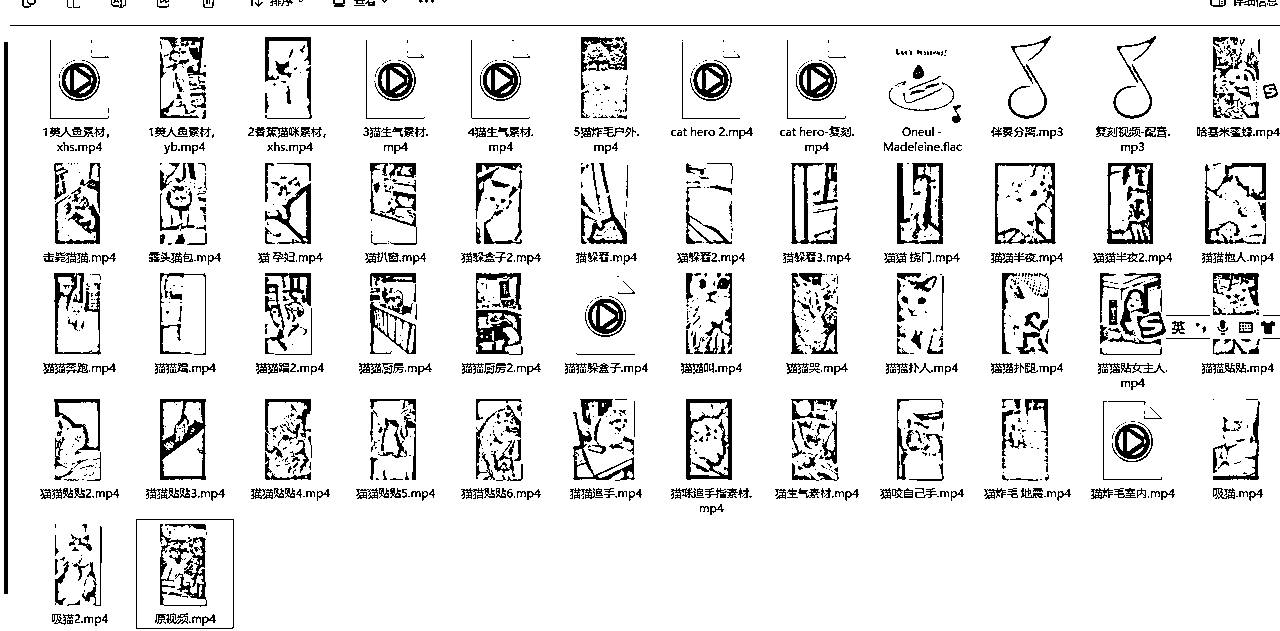 排序
查看
详细信息
Let's Mooove!
1美人鱼素材,
xhs.mp4
1美人鱼素材,
yb.mp4
2香蕉猫咪素材,
xhs.mp4
3猫生气素材.
mp4
4猫生气素材.
mp4
5猫炸毛户外.
mp4
cat hero 2.mp4
cat hero-复刻.
mp4
Oneul -
Madeleine.flac
伴奏分离.mp3
复刻视频-配音.
mp3
哈基米蜜蜂.mp4
击毙猫猫.mp4
露头猫包.mp4
猫 孕妇.mp4
猫扒窗.mp4
猫躲盒子2.mp4
猫躲着.mp4
猫躲着2.mp4
猫躲着3.mp4
猫猫 挠门.mp4
猫猫半夜.mp4
猫猫半夜2.mp4
猫猫抱人.mp4
猫猫奔跑.mp4
猫猫蹭.mp4
猫猫蹭2.mp4
猫猫厨房.mp4
猫猫厨房2.mp4
猫猫躲盒子.mp4
猫猫叫.mp4
猫猫哭.mp4
猫猫扑人.mp4
猫猫扑腿.mp4
猫猫贴女主人.
mp4
猫猫贴贴.mp4
英
猫猫贴贴2.mp4
猫猫贴贴3.mp4
猫猫贴贴4.mp4
猫猫贴贴5.mp4
猫猫贴贴6.mp4
猫猫追手.mp4
猫咪追手指素材.
mp4
猫生气素材.mp4
猫咬自己手.mp4
猫炸毛 地震.mp4
猫炸毛室内.mp4
吸猫.mp4
吸猫2.mp4
原视频.mp4